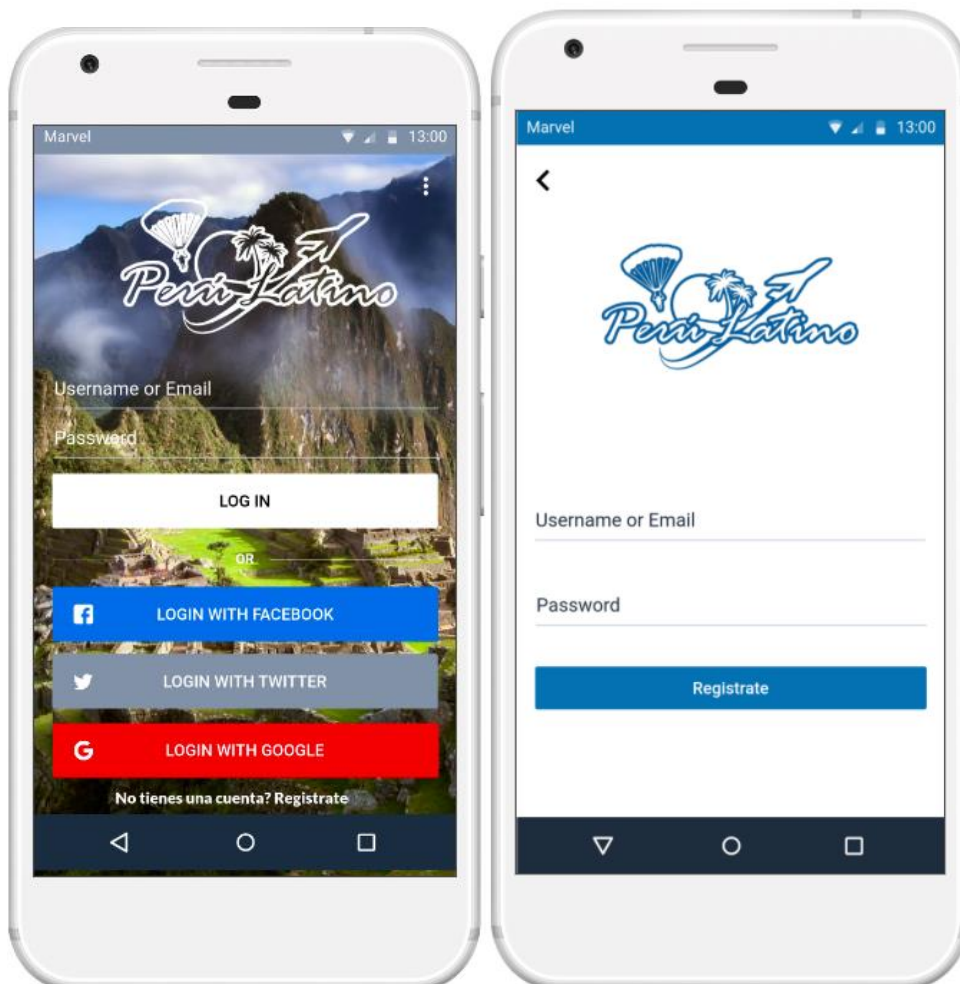 Marvel 13:00
Perú Latino
Username or Email
Password
LOG IN
OR
LOGIN WITH FACEBOOK
LOGIN WITH TWITTER
G LOGIN WITH GOOGLE
No tienes una cuenta? Registrate
Marvel 13:00
Perú Latino
Username or Email
Password
Registrate